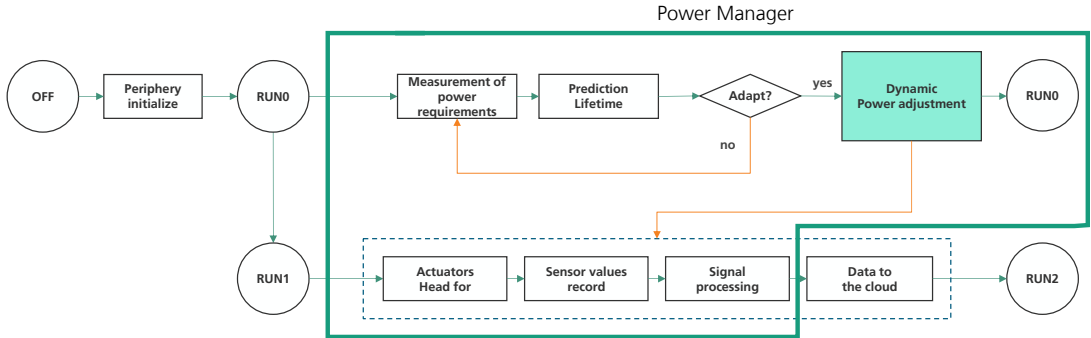 Power Manager
OFF
Periphery
initialize
RUN0
Measurement of
power
requirements
Prediction
Lifetime
Adapt?
yes
no
Dynamic
Power adjustment
RUN0
RUN1
Actuators
Head for
Sensor values
record
Signal
processing
Data to
the cloud
RUN2